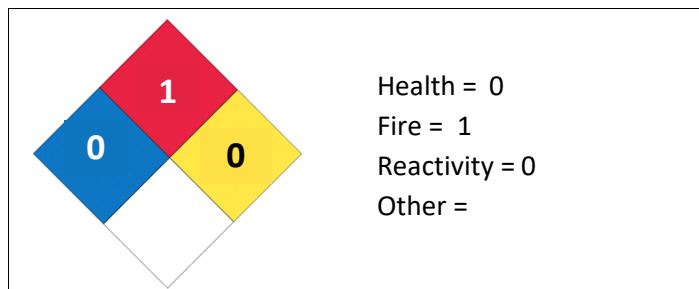 1
0
0
Health = 0
Fire = 1
Reactivity = 0
Other =